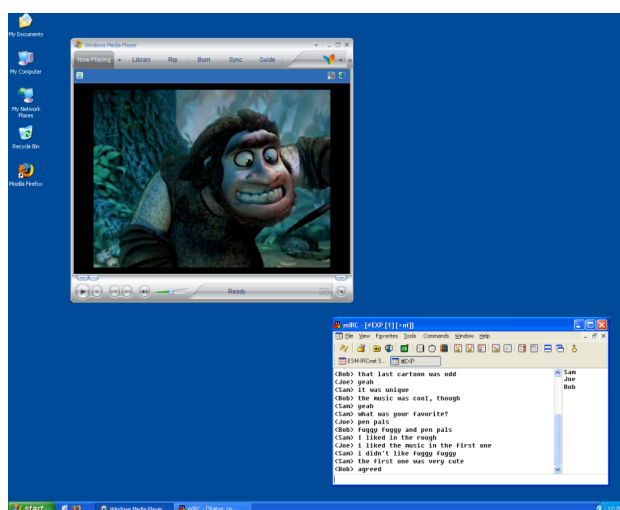 My Documents
My Computer
My Network
Places
Recycle Bin
Mozilla Firefox
Windows Media Player
Now Playing Library Rip Burn Sync Guide
Ready
mIRC - [#EXP [3] [+nt]]
File View Favorites Tools Commands Window Help
ESM-IRCnet S... #EXP
<Bob> that last cartoon was odd
<Joe> yeah
<Sam> it was unique
<Bob> the music was cool, though
<Sam> yeah
<Sam> what was your favorite?
<Joe> pen pals
<Bob> fuggy fuggy and pen pals
<Sam> I liked in the rough
<Joe> i liked the music in the first one
<Sam> i didn't like fuggy fuggy
<Sam> the first one was very cute
<Bob> agreed
Sam
Joe
Bob
start Windows Media Player